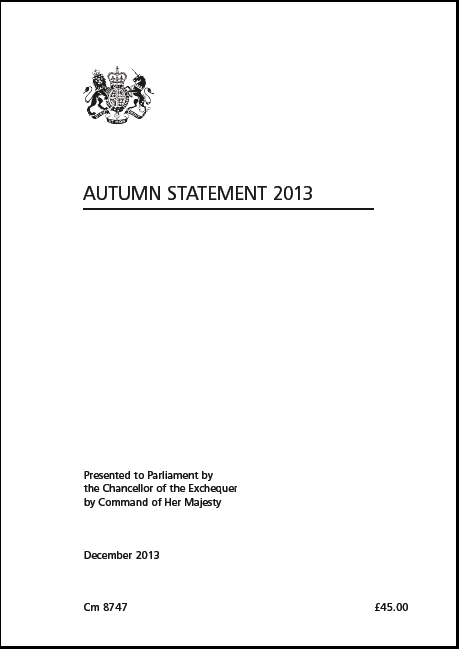 AUTUMN STATEMENT 2013
Presented to Parliament by
the Chancellor of the Exchequer
by Command of Her Majesty
December 2013
Cm 8747
£45.00